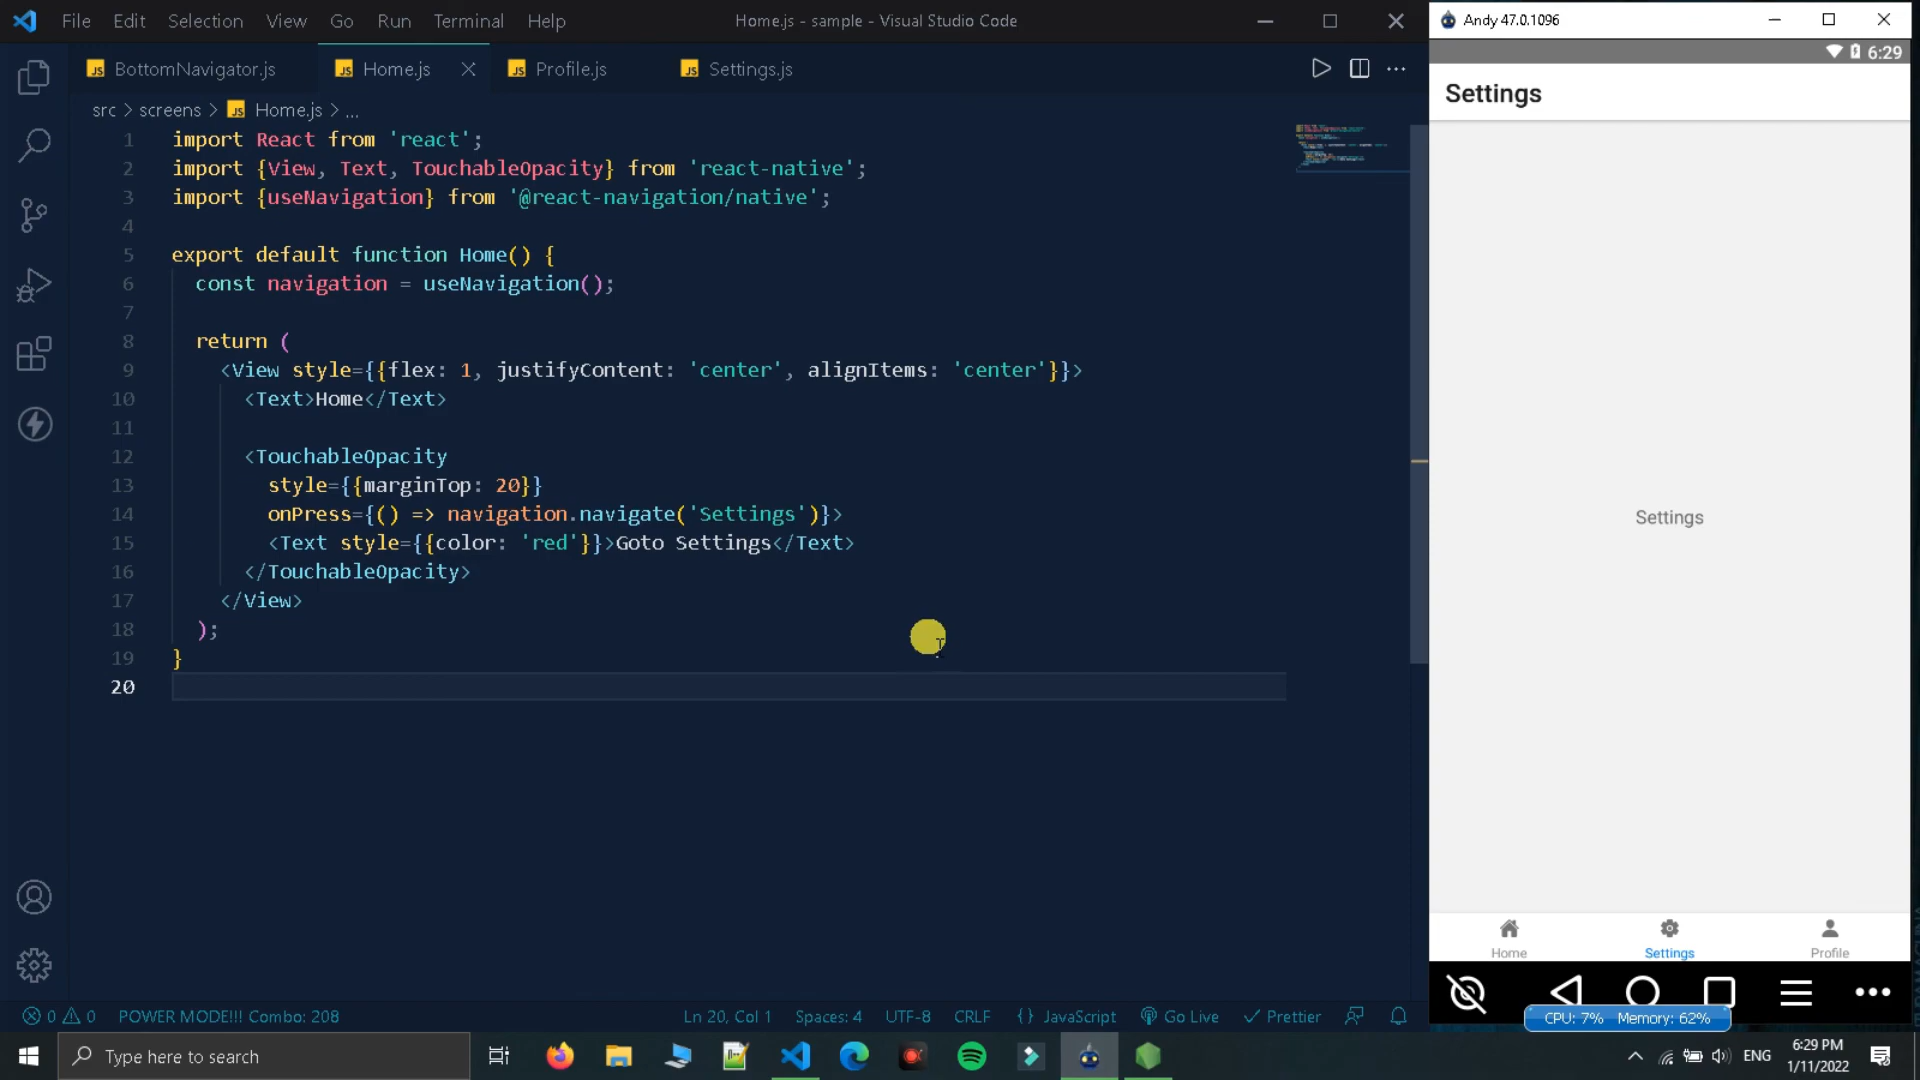 File Edit Selection View Go Run Terminal Help
Home.js - sample - Visual Studio Code
BottomNavigator.js Home.js Profile.js Settings.js
src > screens > Home.js > ...
1 import React from 'react';
2 import {View, Text, TouchableOpacity} from 'react-native';
3 import {useNavigation} from '@react-navigation/native';
4
5 export default function Home() {
6 const navigation = useNavigation();
7
8 return (
9 <View style={{flex: 1, justifyContent: 'center', alignItems: 'center'}}>
10 <Text>Home</Text>
11
12 <TouchableOpacity
13 style={{marginTop: 20}}
14 onPress={() => navigation.navigate('Settings')}>
15 <Text style={{color: 'red'}}>Goto Settings</Text>
16 </TouchableOpacity>
17 </View>
18 );
19 }
20
0 0 POWER MODE!!! Combo: 208
Ln 20, Col 1 Spaces: 4 UTF-8 CRLF {} JavaScript Go Live Prettier
Andy 47.0.1096
6:29
Settings
Settings
Home Settings Profile
CPU: 7% Memory: 62%
Type here to search
ENG
6:29 PM
1/11/2022